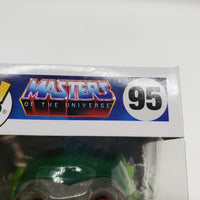 MASTERS
OF THE UNIVERSE
95
®